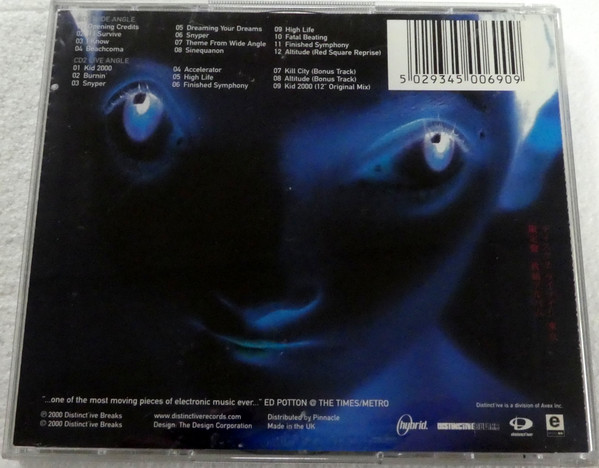 WIDE ANGLE
Opening Credits
I Survive
I Know
04 Beachcoma
05 Dreaming Your Dreams
06 Snyper
07 Theme From Wide Angle
08 Sinequanon
09 High Life
10 Fatal Beating
11 Finished Symphony
12 Altitude (Red Square Reprise)
CD2 LIVE ANGLE
01 Kid 2000
02 Burnin
03 Snyper
04 Accelerator
05 High Life
06 Finished Symphony
07 Kill City (Bonus Track)
08 Altitude (Bonus Track)
09 Kid 2000 (12" Original Mix)
5 029345 006909
"...one of the most moving pieces of electronic music ever..." ED POTTON @ THE TIMES/METRO
℗ 2000 Distinct'ive Breaks
© 2000 Distinct'ive Breaks
www.distinctiverecords.com
Design: The Design Corporation
Distributed by Pinnacle
Made in the UK
Distinct'ive is a division of Avex Inc.
hybrid.
DISTINCTIVE BREAKS
distinct'ive
e